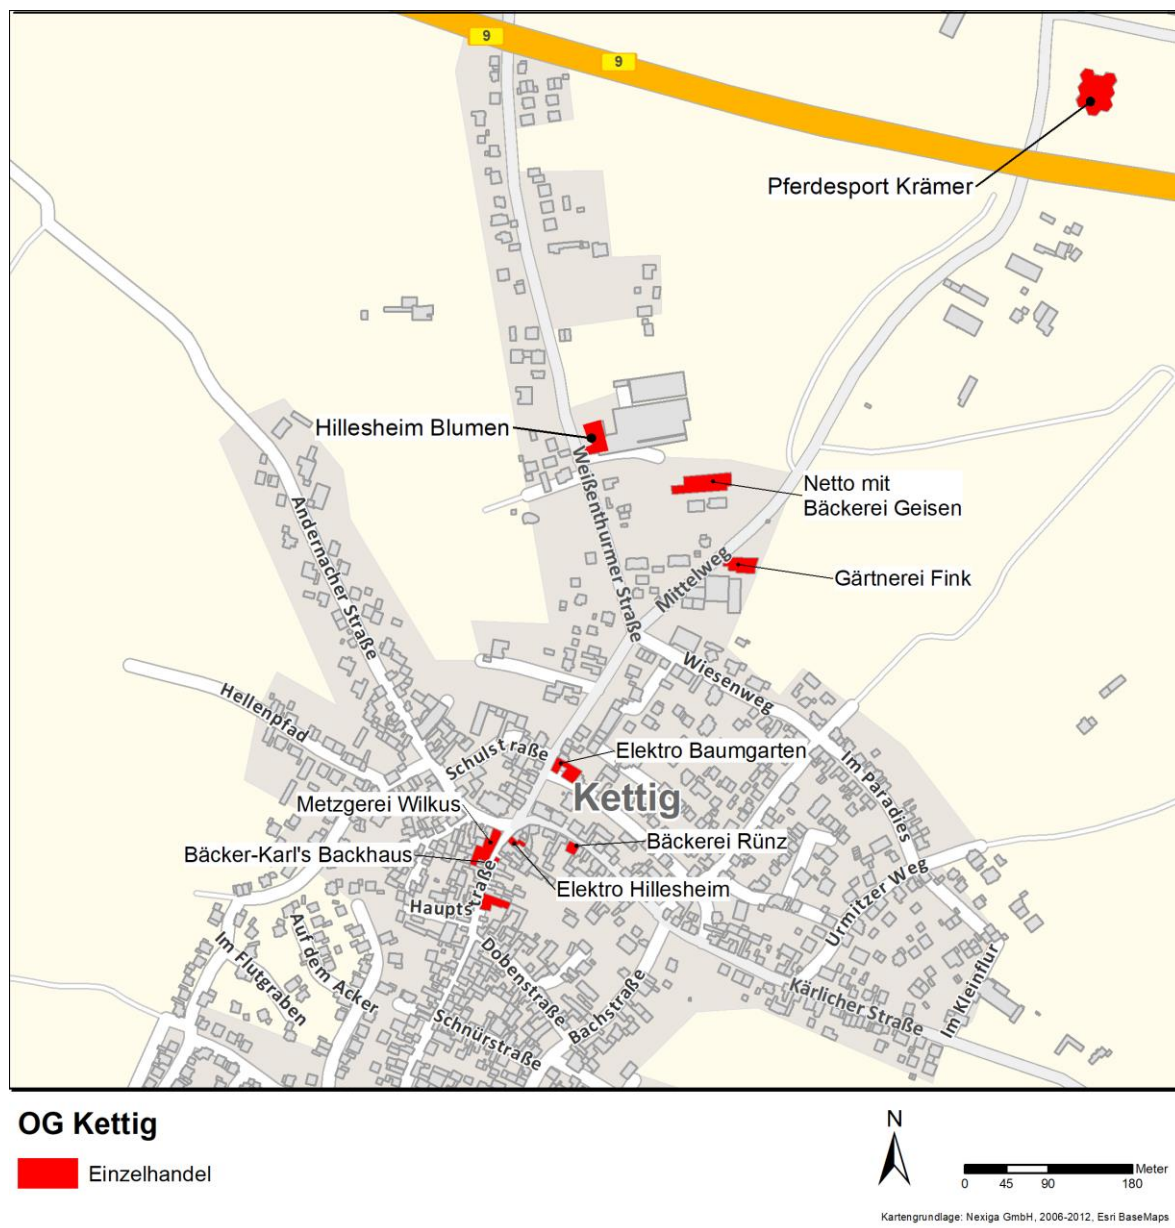 9
9
Pferdesport Krämer
Hillesheim Blumen
Netto mit
Bäckerei Geisen
Gärtnerei Fink
Weißenthurmer Straße
Mittelweg
Andernacher Straße
Wiesenweg
Hellenpfad
Schulstraße
Elektro Baumgarten
Im Paradies
Kettig
Metzgerei Wilkus
Bäckerei Rünz
Bäcker-Karl's Backhaus
Elektro Hillesheim
Hauptstraße
Urmitzer Weg
Auf dem Acker
Im Flutgraben
Dobenstraße
Bachstraße
Schnürstraße
Kärlicher Straße
Im Kleinflur
OG Kettig
Einzelhandel
N
Meter
0 45 90 180
Kartengrundlage: Nexiga GmbH, 2006-2012, Esri BaseMaps